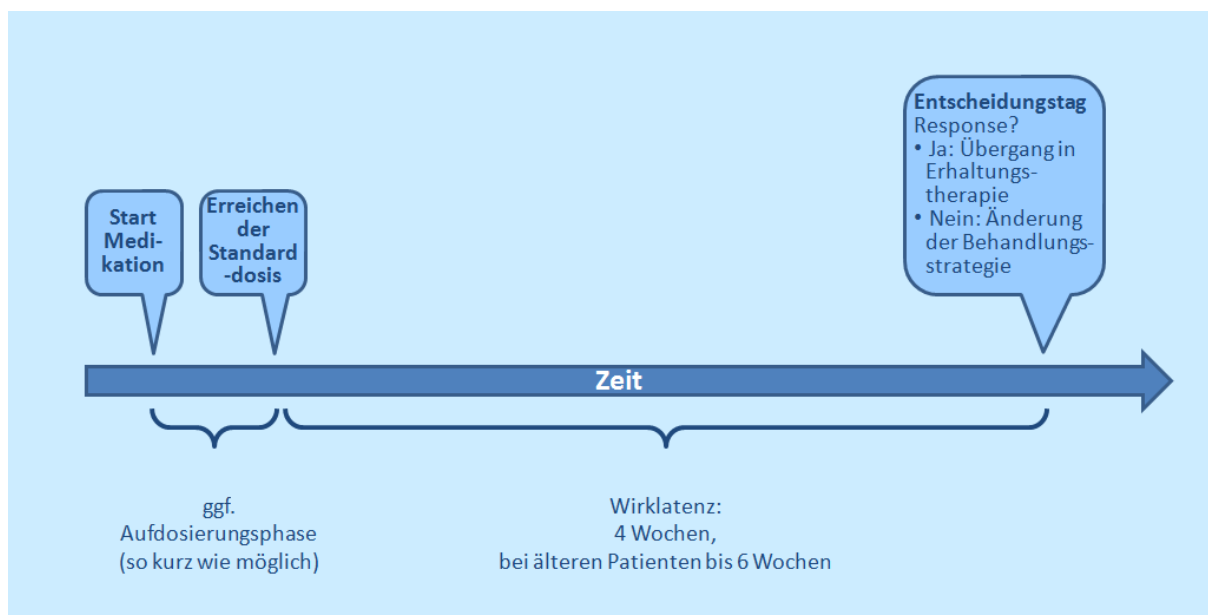 Start
Medi-
kation
Erreichen
der
Standard
-dosis
Entscheidungstag
Response?
• Ja: Übergang in
Erhaltungs-
therapie
• Nein: Änderung
der Behandlungs-
strategie
Zeit
ggf.
Aufdosierungsphase
(so kurz wie möglich)
Wirklatenz:
4 Wochen,
bei älteren Patienten bis 6 Wochen